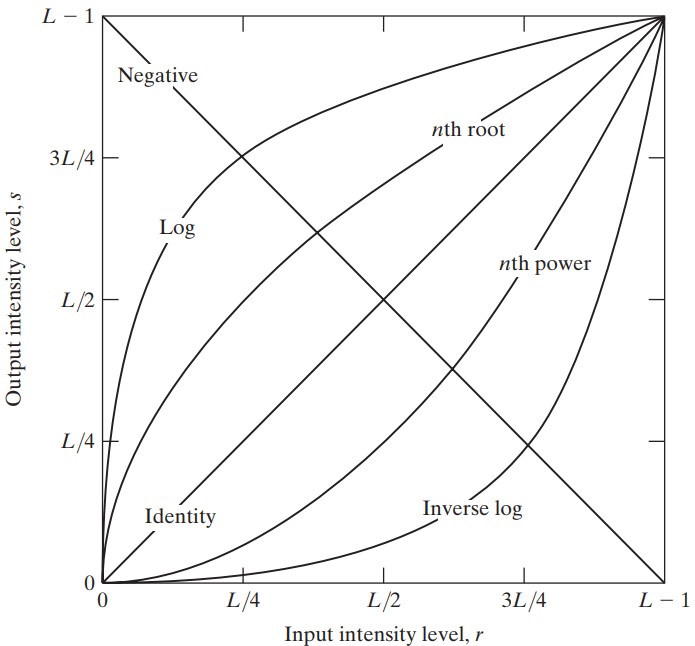 L − 1
Negative
nth root
3L/4
Log
nth power
L/2
Output intensity level, s
L/4
Inverse log
Identity
0
0 L/4 L/2 3L/4 L − 1
Input intensity level, r